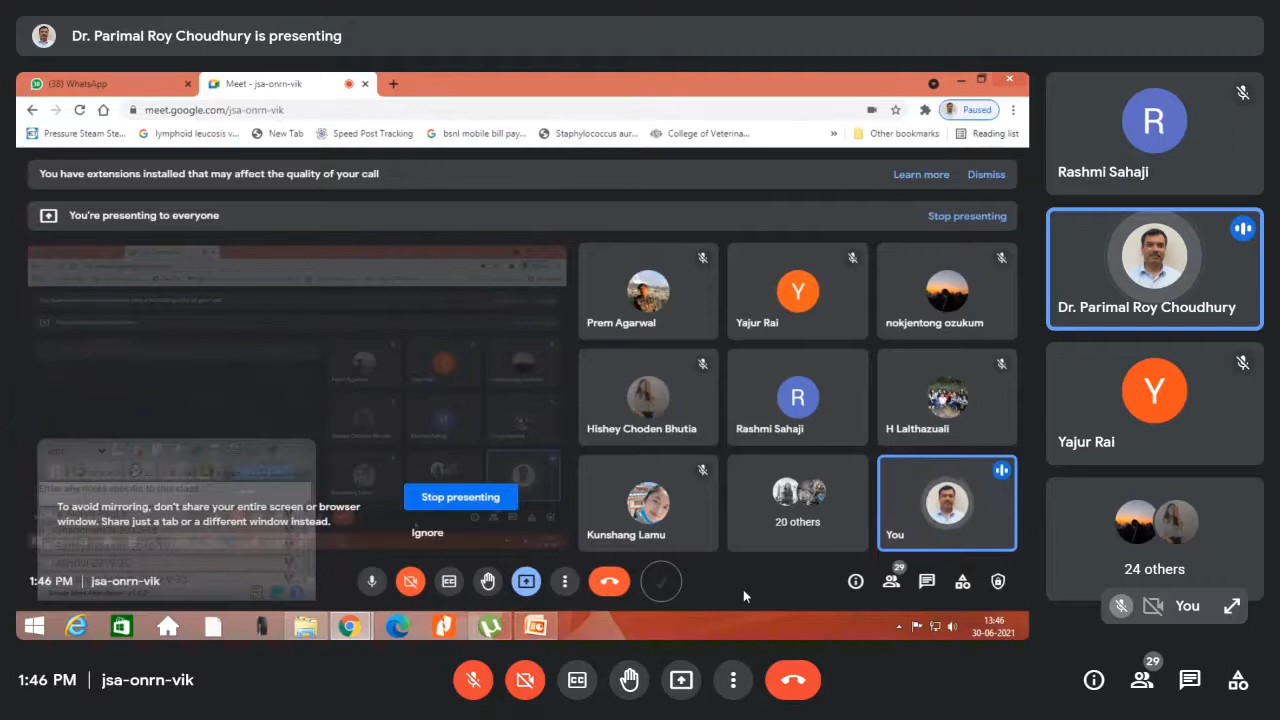 Dr. Parimal Roy Choudhury is presenting
(38) WhatsApp
Meet - jsa-onrn-vik
meet.google.com/jsa-onrn-vik
Paused
Pressure Steam Ste...
lymphoid leucosis v...
New Tab
Speed Post Tracking
bsnl mobile bill pay...
Staphylococcus aur...
College of Veterina...
»
Other bookmarks
Reading list
You have extensions installed that may affect the quality of your call
Learn more
Dismiss
You're presenting to everyone
Stop presenting
Prem Agarwal
Yajur Rai
nokjentong ozukum
Hishey Choden Bhutia
R
Rashmi Sahaji
H Lalthazuali
Kunshang Lamu
20 others
You
Y
To avoid mirroring, don't share your entire screen or browser
window. Share just a tab or a different window instead.
Stop presenting
Ignore
1:46 PM | jsa-onrn-vik
29
13:46
30-06-2021
R
Rashmi Sahaji
Dr. Parimal Roy Choudhury
Y
Yajur Rai
24 others
You
1:46 PM | jsa-onrn-vik
CC
29